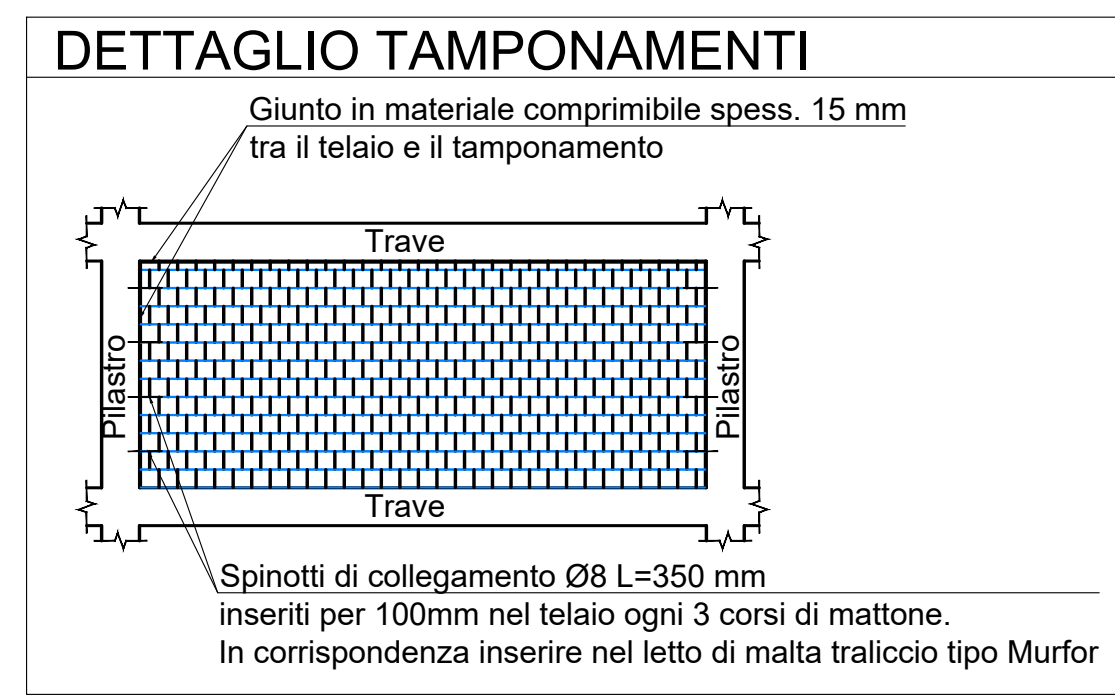 DETTAGLIO TAMPONAMENTI
Giunto in materiale comprimibile spess. 15 mm
tra il telaio e il tamponamento
Trave
Pilastro
Pilastro
Trave
Spinotti di collegamento Ø8 L=350 mm
inseriti per 100mm nel telaio ogni 3 corsi di mattone.
In corrispondenza inserire nel letto di malta traliccio tipo Murfor